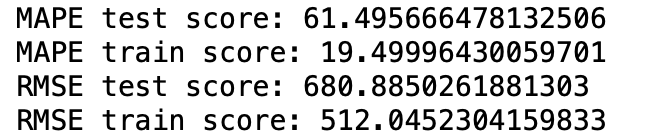 MAPE test score: 61.495666478132506
MAPE train score: 19.49996430059701
RMSE test score: 680.8850261881303
RMSE train score: 512.0452304159833